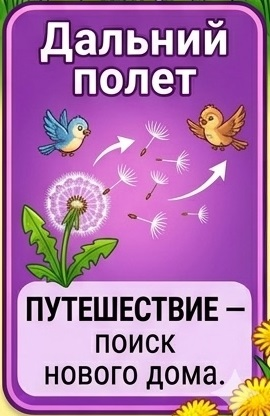 Дальний
полет
ПУТЕШЕСТВИЕ –
поиск
нового дома.